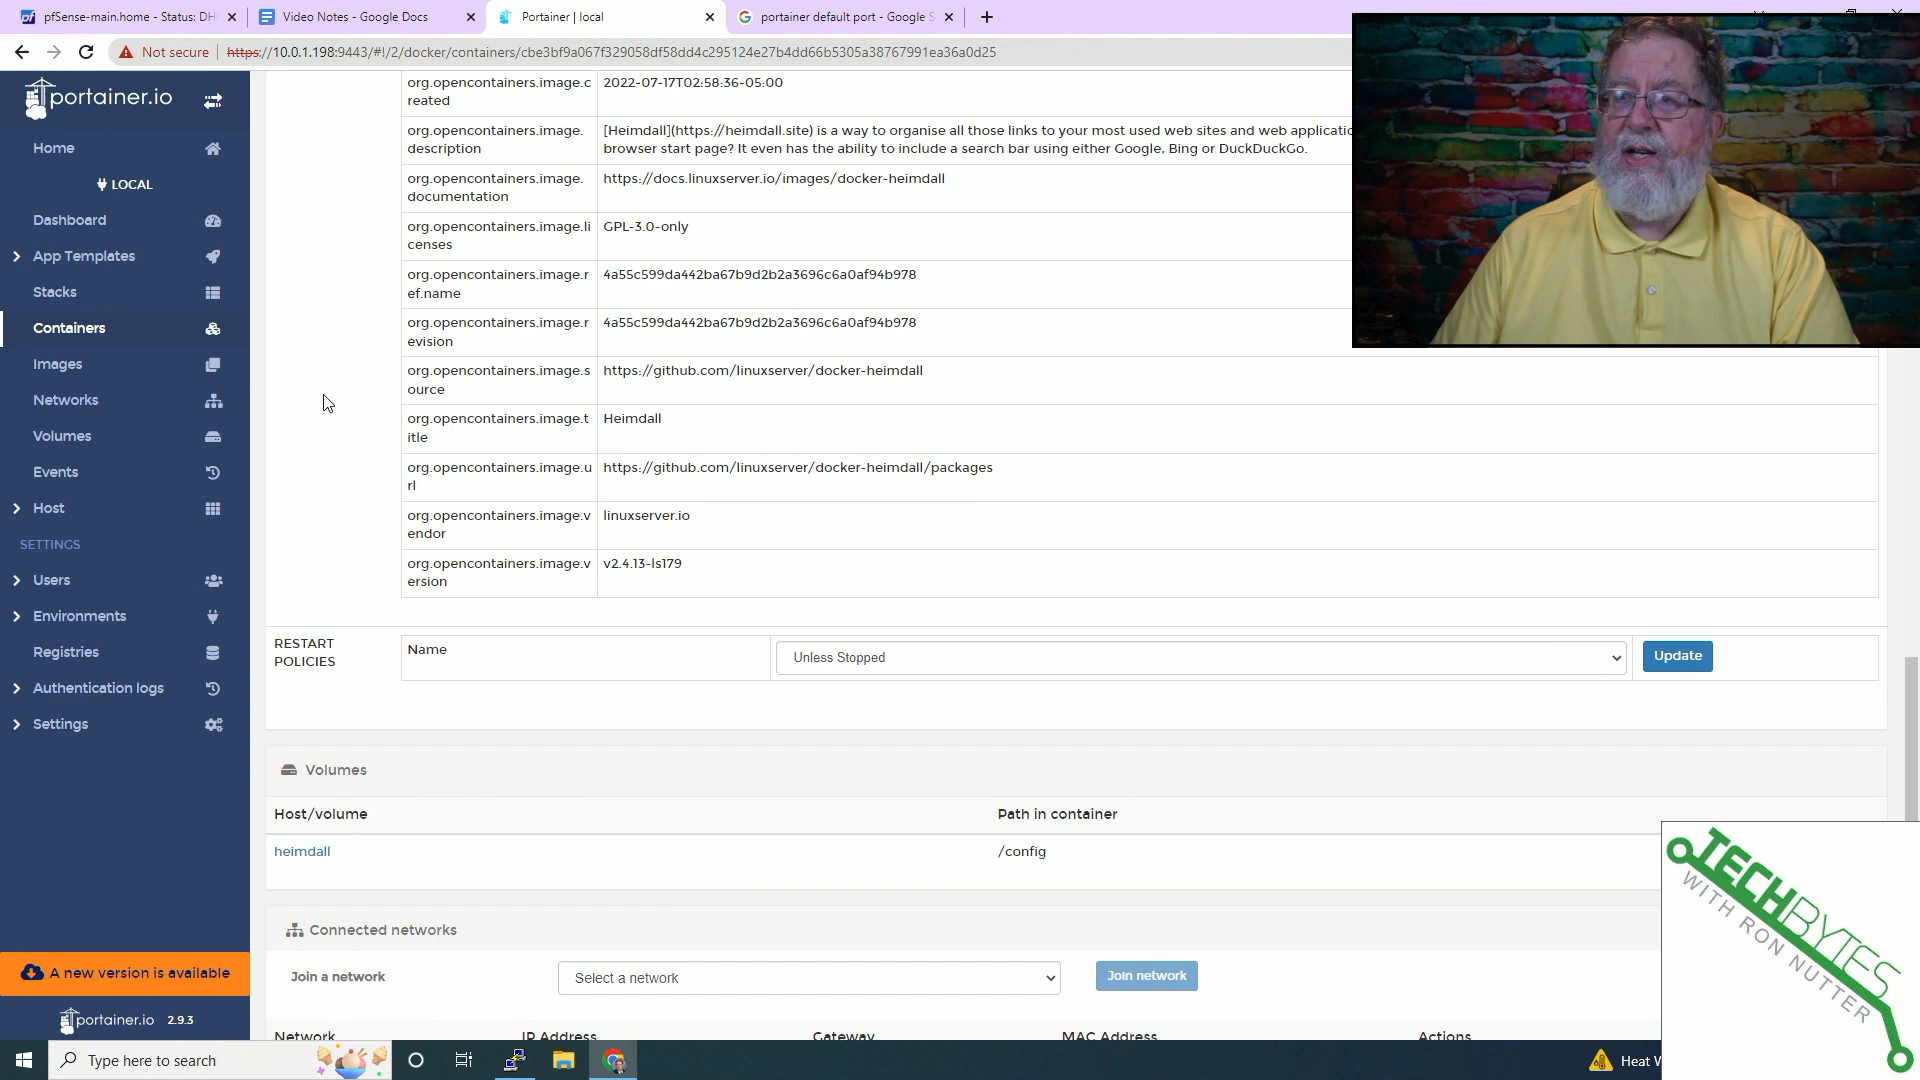 pfSense-main.home - Status: DH
Video Notes - Google Docs
Portainer | local
portainer default port - Google S
Not secure
https://10.0.1.198:9443/#!/2/docker/containers/cbe3bf9a067f329058df58dd4c295124e27b4dd66b5305a38767991ea36a0d25
portainer.io
Home
LOCAL
Dashboard
App Templates
Stacks
Containers
Images
Networks
Volumes
Events
Host
SETTINGS
Users
Environments
Registries
Authentication logs
Settings
A new version is available
portainer.io 2.9.3
org.opencontainers.image.c
reated
2022-07-17T02:58:36-05:00
org.opencontainers.image.
description
[Heimdall](https://heimdall.site) is a way to organise all those links to your most used web sites and web applicatio
browser start page? It even has the ability to include a search bar using either Google, Bing or DuckDuckGo.
org.opencontainers.image.
documentation
https://docs.linuxserver.io/images/docker-heimdall
org.opencontainers.image.li
censes
GPL-3.0-only
org.opencontainers.image.r
ef.name
4a55c599da442ba67b9d2b2a3696c6a0af94b978
org.opencontainers.image.r
evision
4a55c599da442ba67b9d2b2a3696c6a0af94b978
org.opencontainers.image.s
ource
https://github.com/linuxserver/docker-heimdall
org.opencontainers.image.t
itle
Heimdall
org.opencontainers.image.u
rl
https://github.com/linuxserver/docker-heimdall/packages
org.opencontainers.image.v
endor
linuxserver.io
org.opencontainers.image.v
ersion
v2.4.13-ls179
RESTART
POLICIES
Name
Unless Stopped
Update
Volumes
Host/volume
Path in container
heimdall
/config
Connected networks
Join a network
Select a network
Join network
Network
IP Address
Gateway
MAC Address
Actions
TECHBYTES
WITH RON NUTTER
Type here to search
Heat W